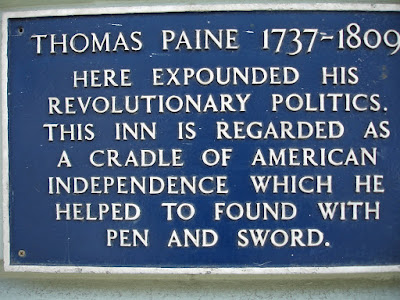 THOMAS PAINE 1737-1809
HERE EXPOUNDED HIS
REVOLUTIONARY POLITICS.
THIS INN IS REGARDED AS
A CRADLE OF AMERICAN
INDEPENDENCE WHICH HE
HELPED TO FOUND WITH
PEN AND SWORD.